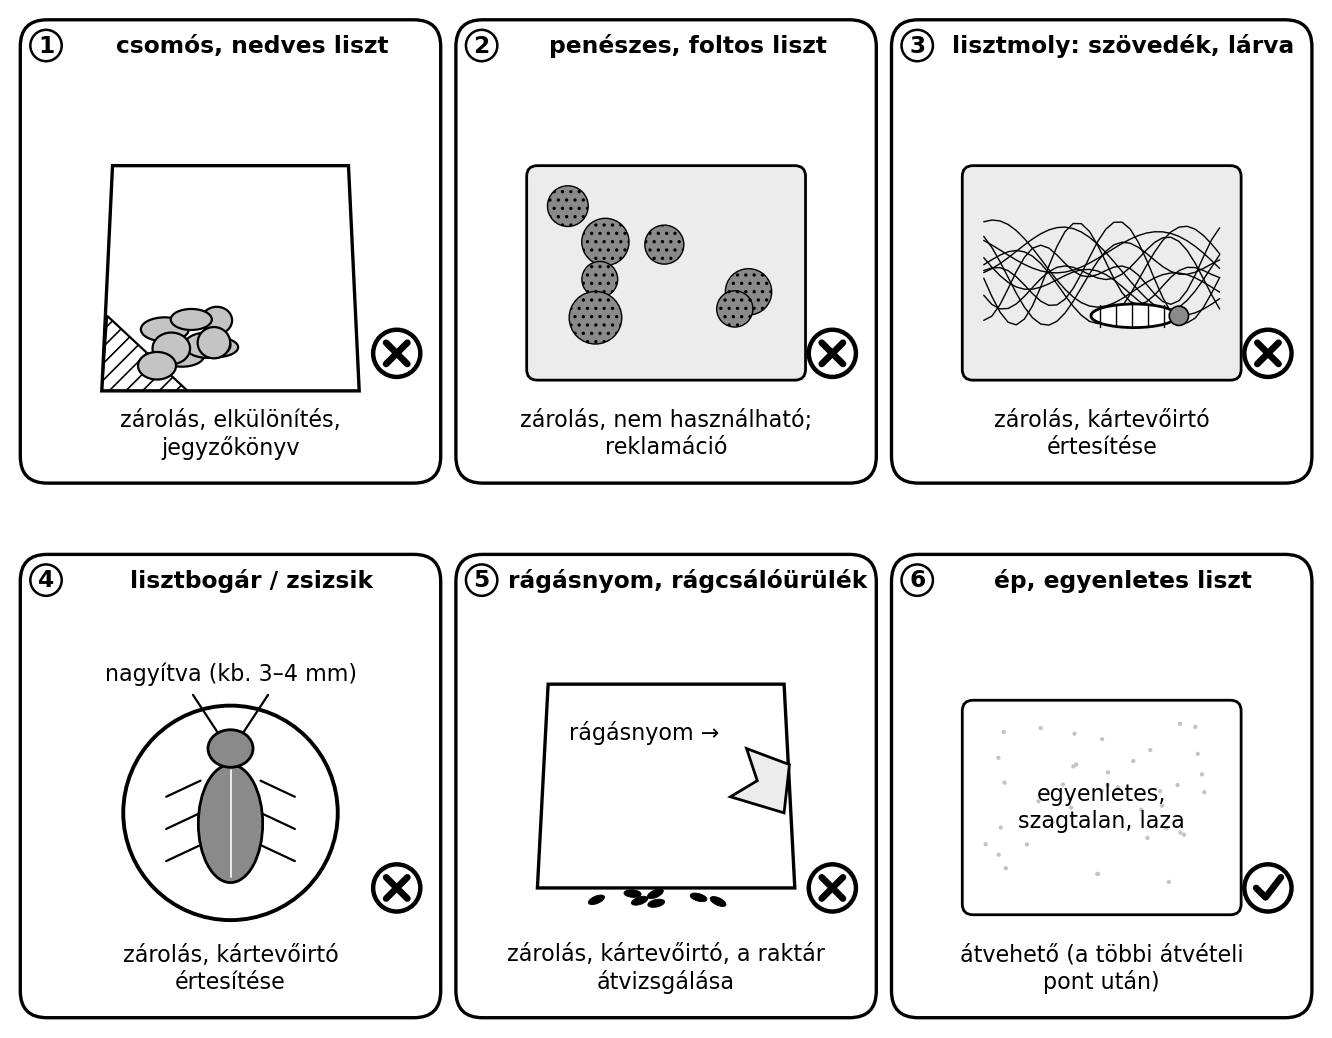 1 csomós, nedves liszt
zárolás, elkülönítés,
jegyzőkönyv
2 penészes, foltos liszt
zárolás, nem használható;
reklamáció
3 lisztmoly: szövedék, lárva
zárolás, kártevőirtó
értesítése
4 lisztbogár / zsizsik
nagyítva (kb. 3–4 mm)
zárolás, kártevőirtó
értesítése
5 rágásnyom, rágcsálóürülék
rágásnyom →
zárolás, kártevőirtó, a raktár
átvizsgálása
6 ép, egyenletes liszt
egyenletes,
szagtalan, laza
átvehető (a többi átvételi
pont után)